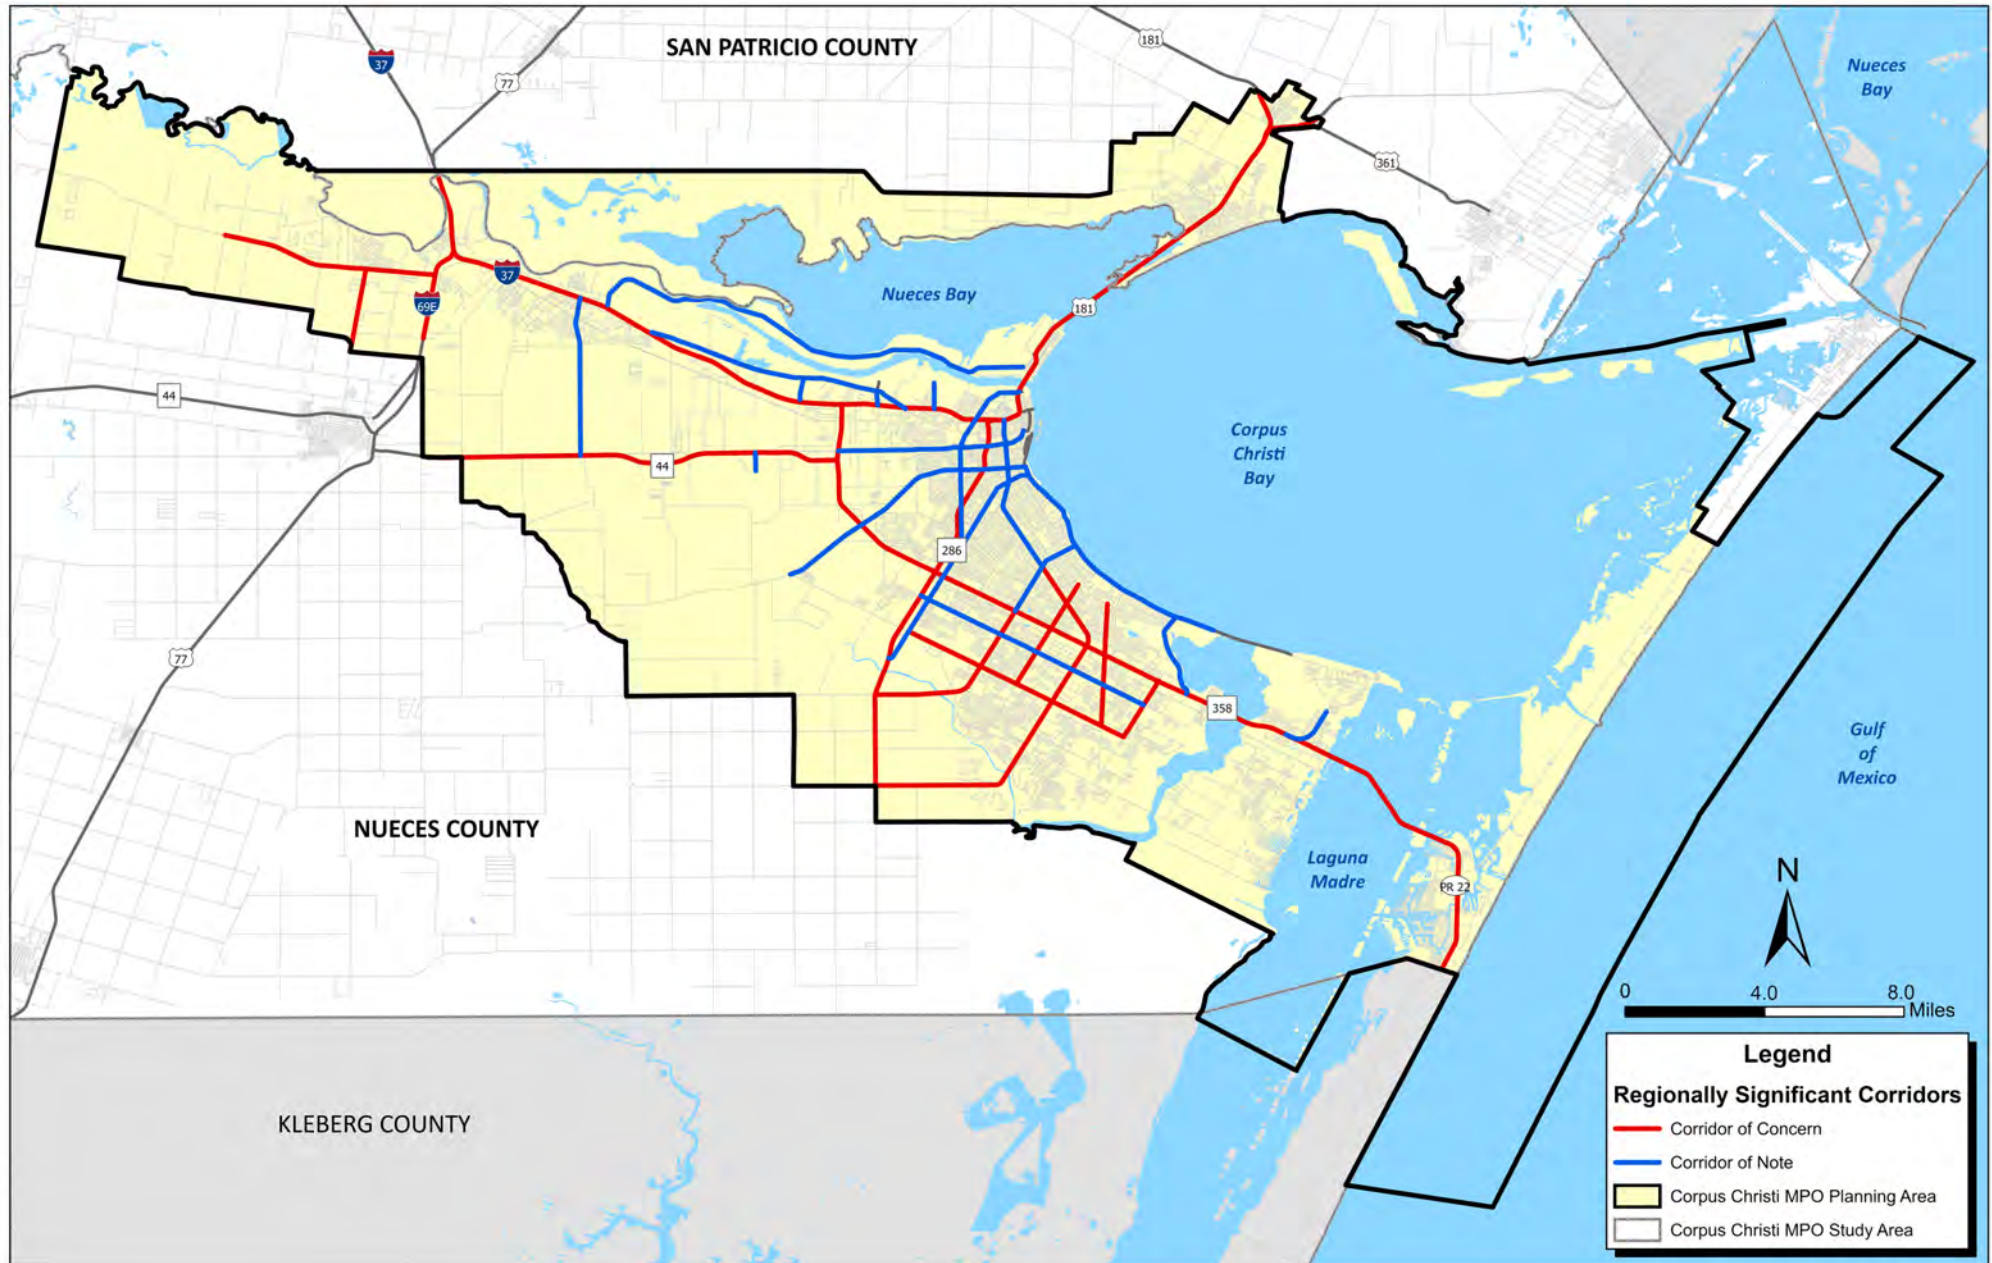 SAN PATRICIO COUNTY
181
Nueces
Bay
37
77
361
37
Nueces Bay
69E
181
44
Corpus
Christi
Bay
44
286
77
358
Gulf
of
Mexico
NUECES COUNTY
Laguna
Madre
PR 22
N
0 4.0 8.0
Miles
KLEBERG COUNTY
Legend
Regionally Significant Corridors
Corridor of Concern
Corridor of Note
Corpus Christi MPO Planning Area
Corpus Christi MPO Study Area